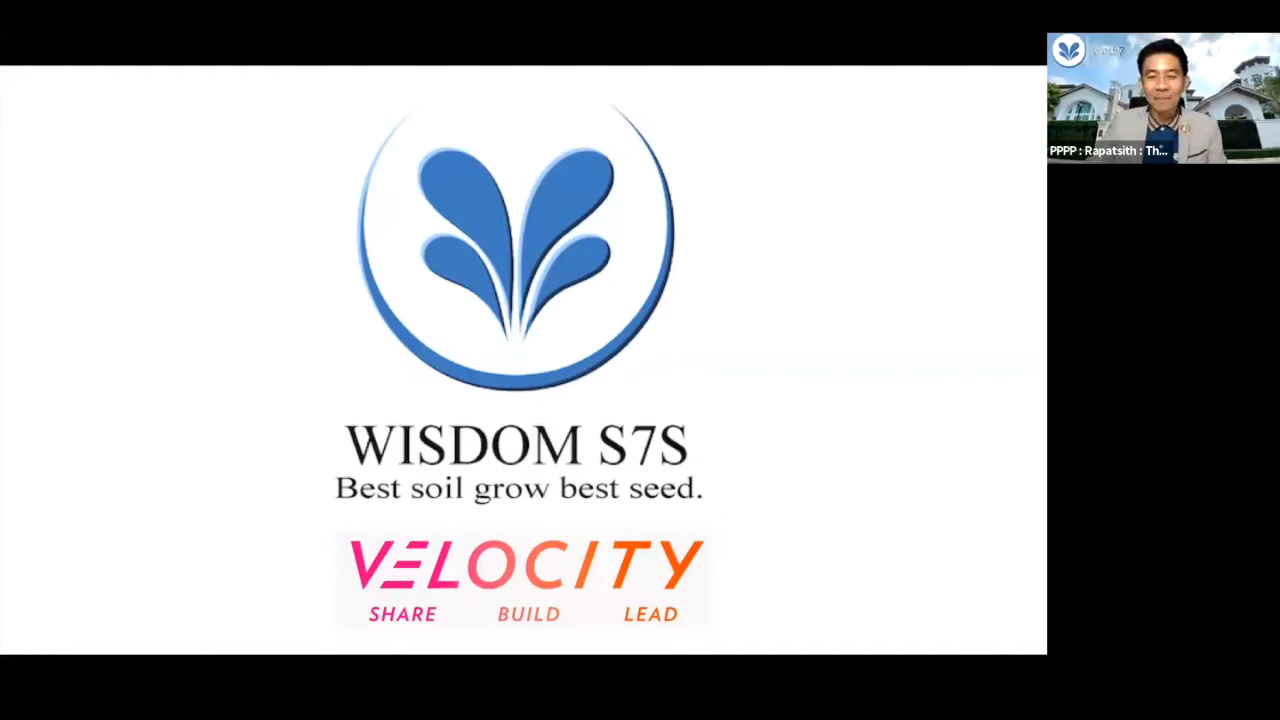 WISDOM S7S
Best soil grow best seed.
VELOCITY
SHARE BUILD LEAD
PPPP : Rapatsith : Th...